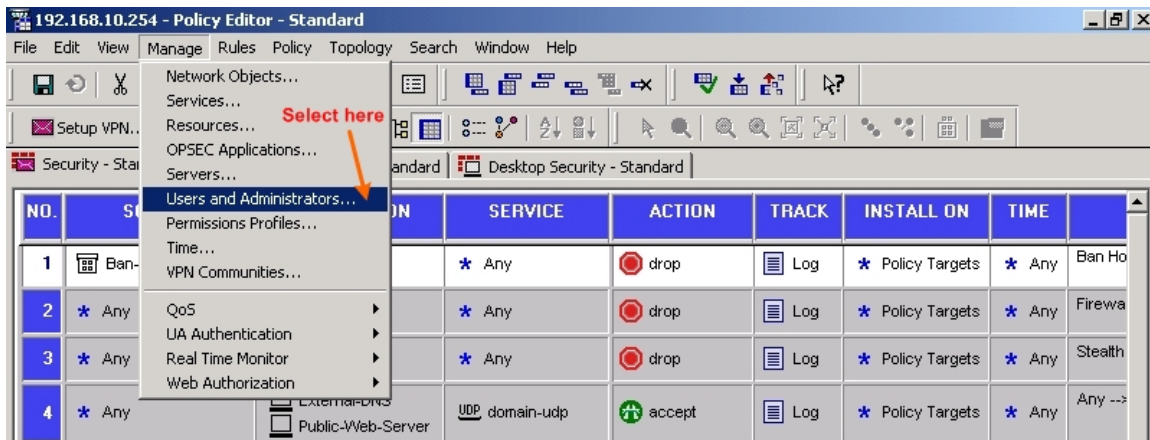 192.168.10.254 - Policy Editor - Standard
File Edit View Manage Rules Policy Topology Search Window Help
Network Objects...
Services...
Resources...
OPSEC Applications...
Servers...
Users and Administrators...
Permissions Profiles...
Time...
VPN Communities...
QoS
UA Authentication
Real Time Monitor
Web Authorization
Select here
Setup VPN..
Security - Sta
andard
Desktop Security - Standard
NO. S ON SERVICE ACTION TRACK INSTALL ON TIME
1 Ban- * Any drop Log * Policy Targets * Any Ban Ho
2 * Any * Any drop Log * Policy Targets * Any Firewa
3 * Any * Any drop Log * Policy Targets * Any Stealth
4 * Any External-DNS UDP domain-udp accept Log * Policy Targets * Any Any -->
Public-Web-Server